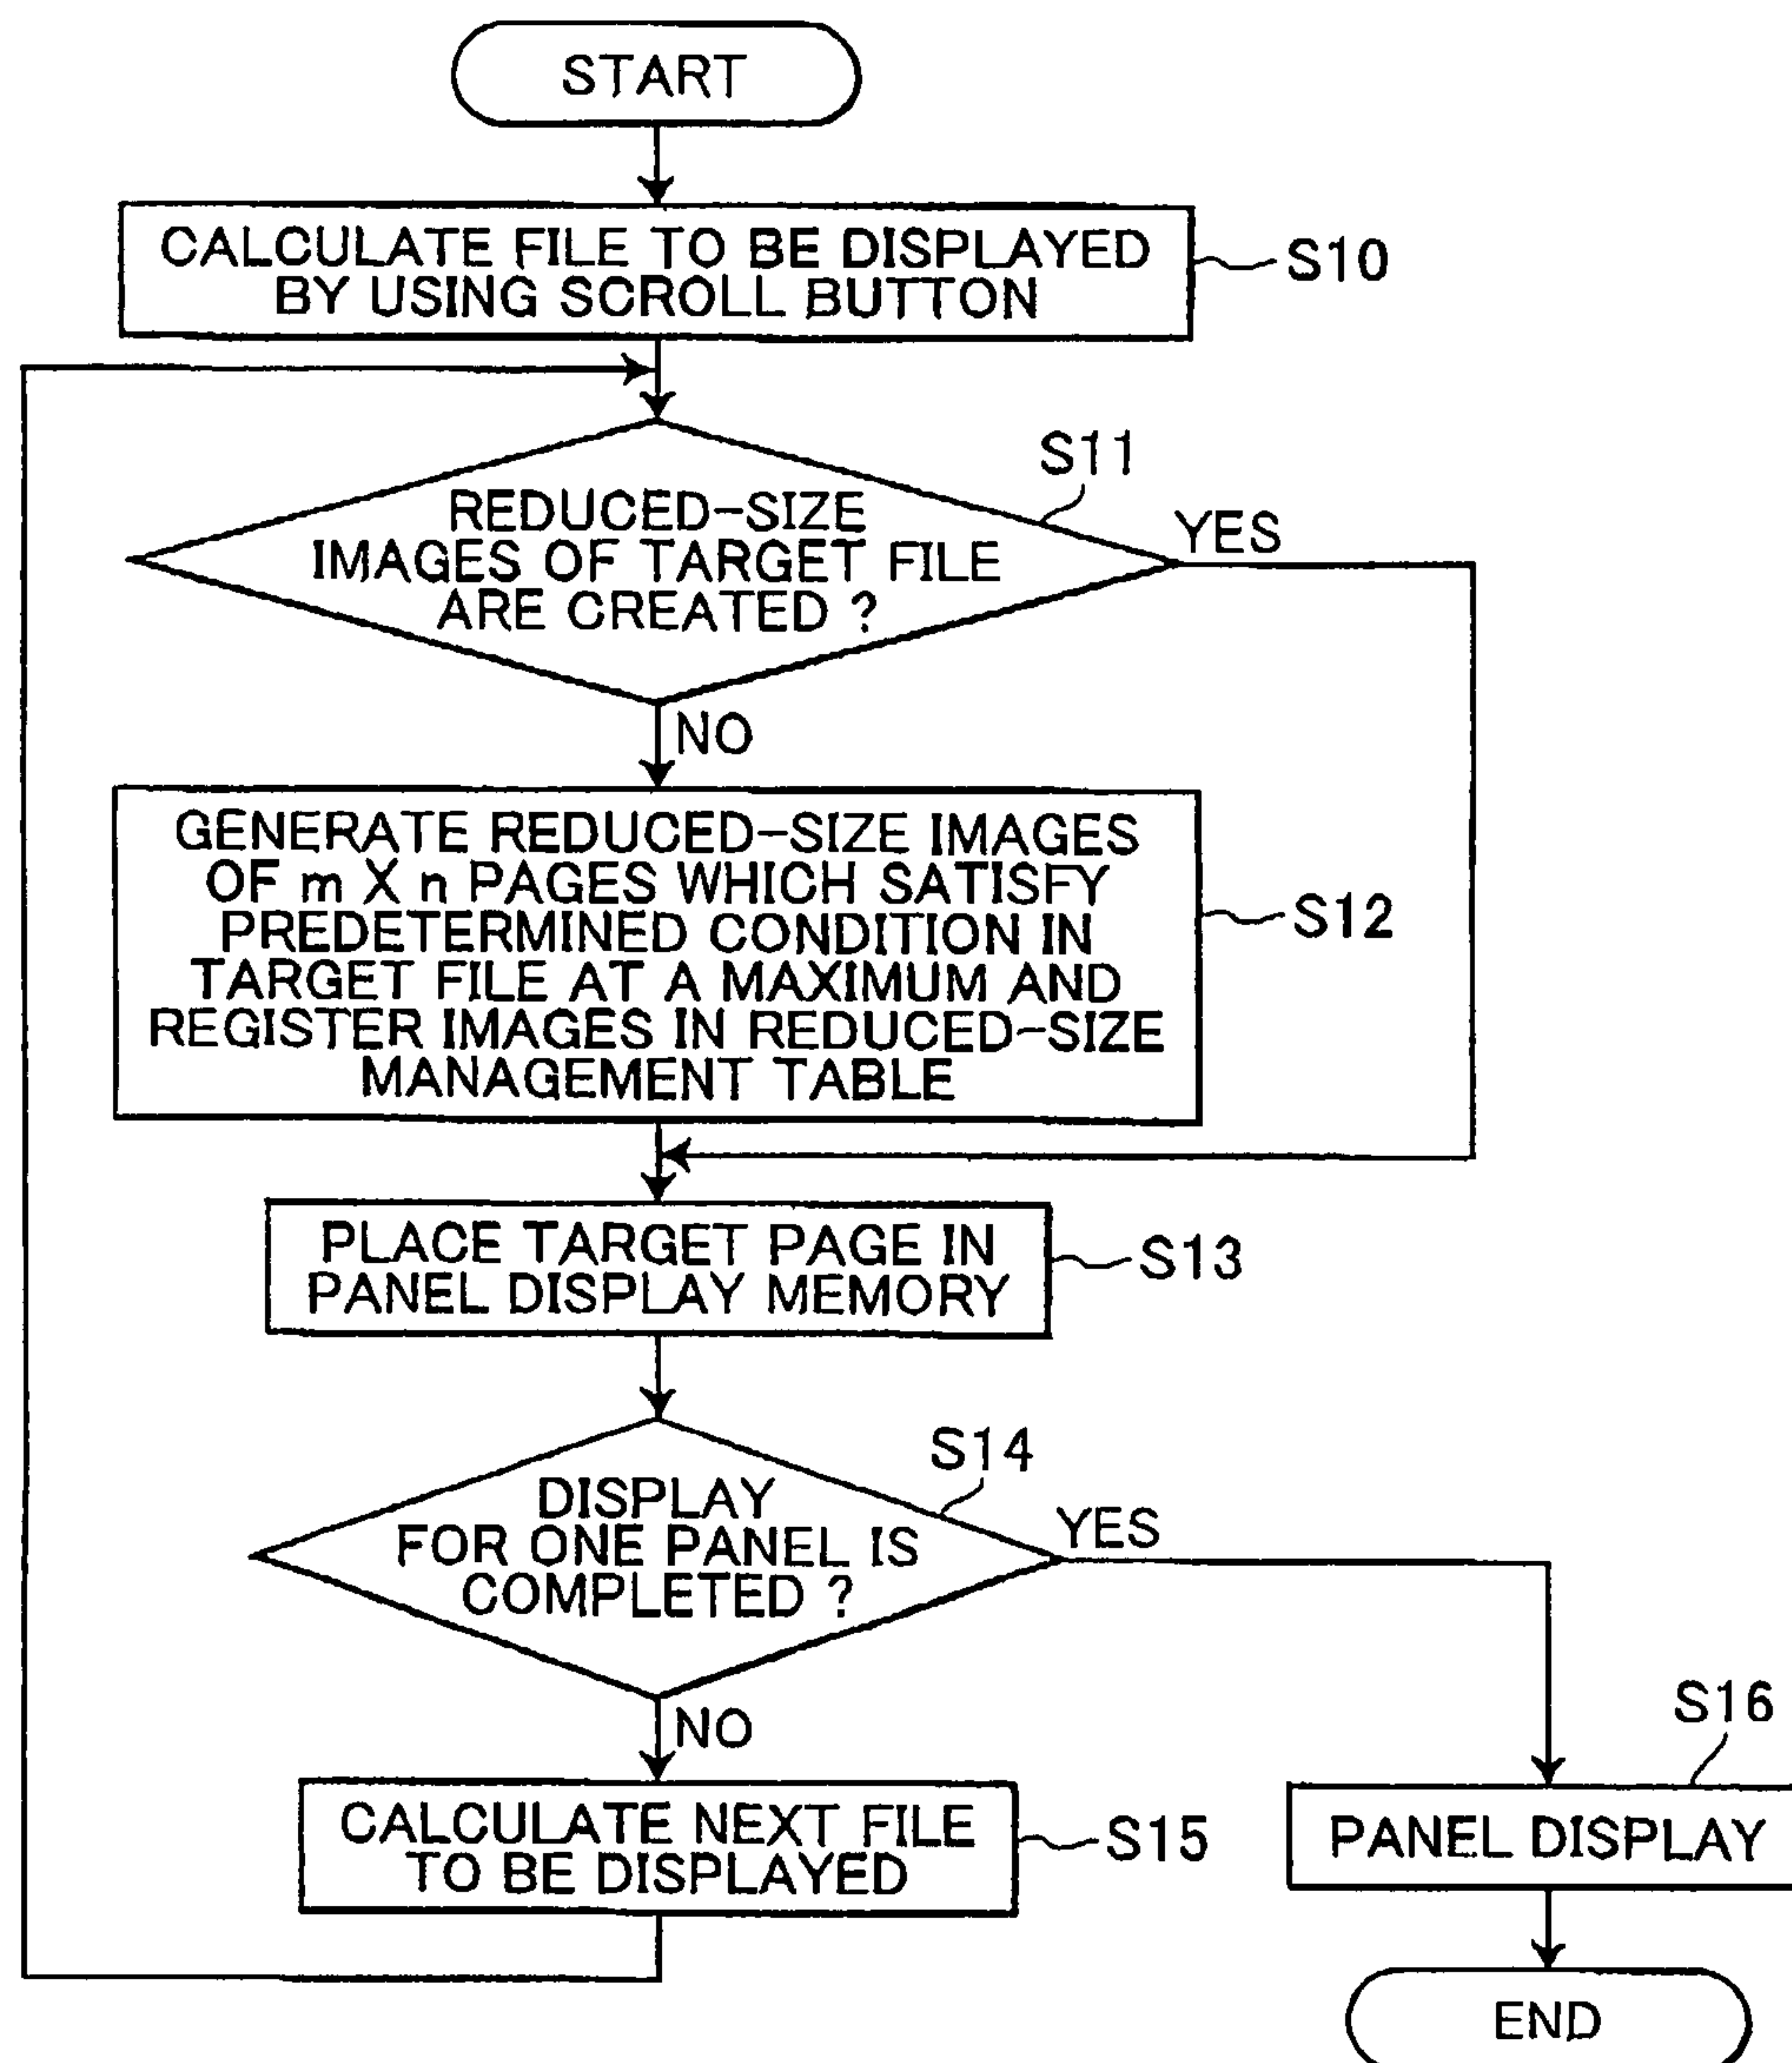 START
CALCULATE FILE TO BE DISPLAYED
BY USING SCROLL BUTTON
S10
S11
REDUCED-SIZE
IMAGES OF TARGET FILE
ARE CREATED ?
YES
NO
GENERATE REDUCED-SIZE IMAGES
OF m X n PAGES WHICH SATISFY
PREDETERMINED CONDITION IN
TARGET FILE AT A MAXIMUM AND
REGISTER IMAGES IN REDUCED-SIZE
MANAGEMENT TABLE
S12
PLACE TARGET PAGE IN
PANEL DISPLAY MEMORY
S13
S14
DISPLAY
FOR ONE PANEL IS
COMPLETED ?
YES
NO
CALCULATE NEXT FILE
TO BE DISPLAYED
S15
S16
PANEL DISPLAY
END